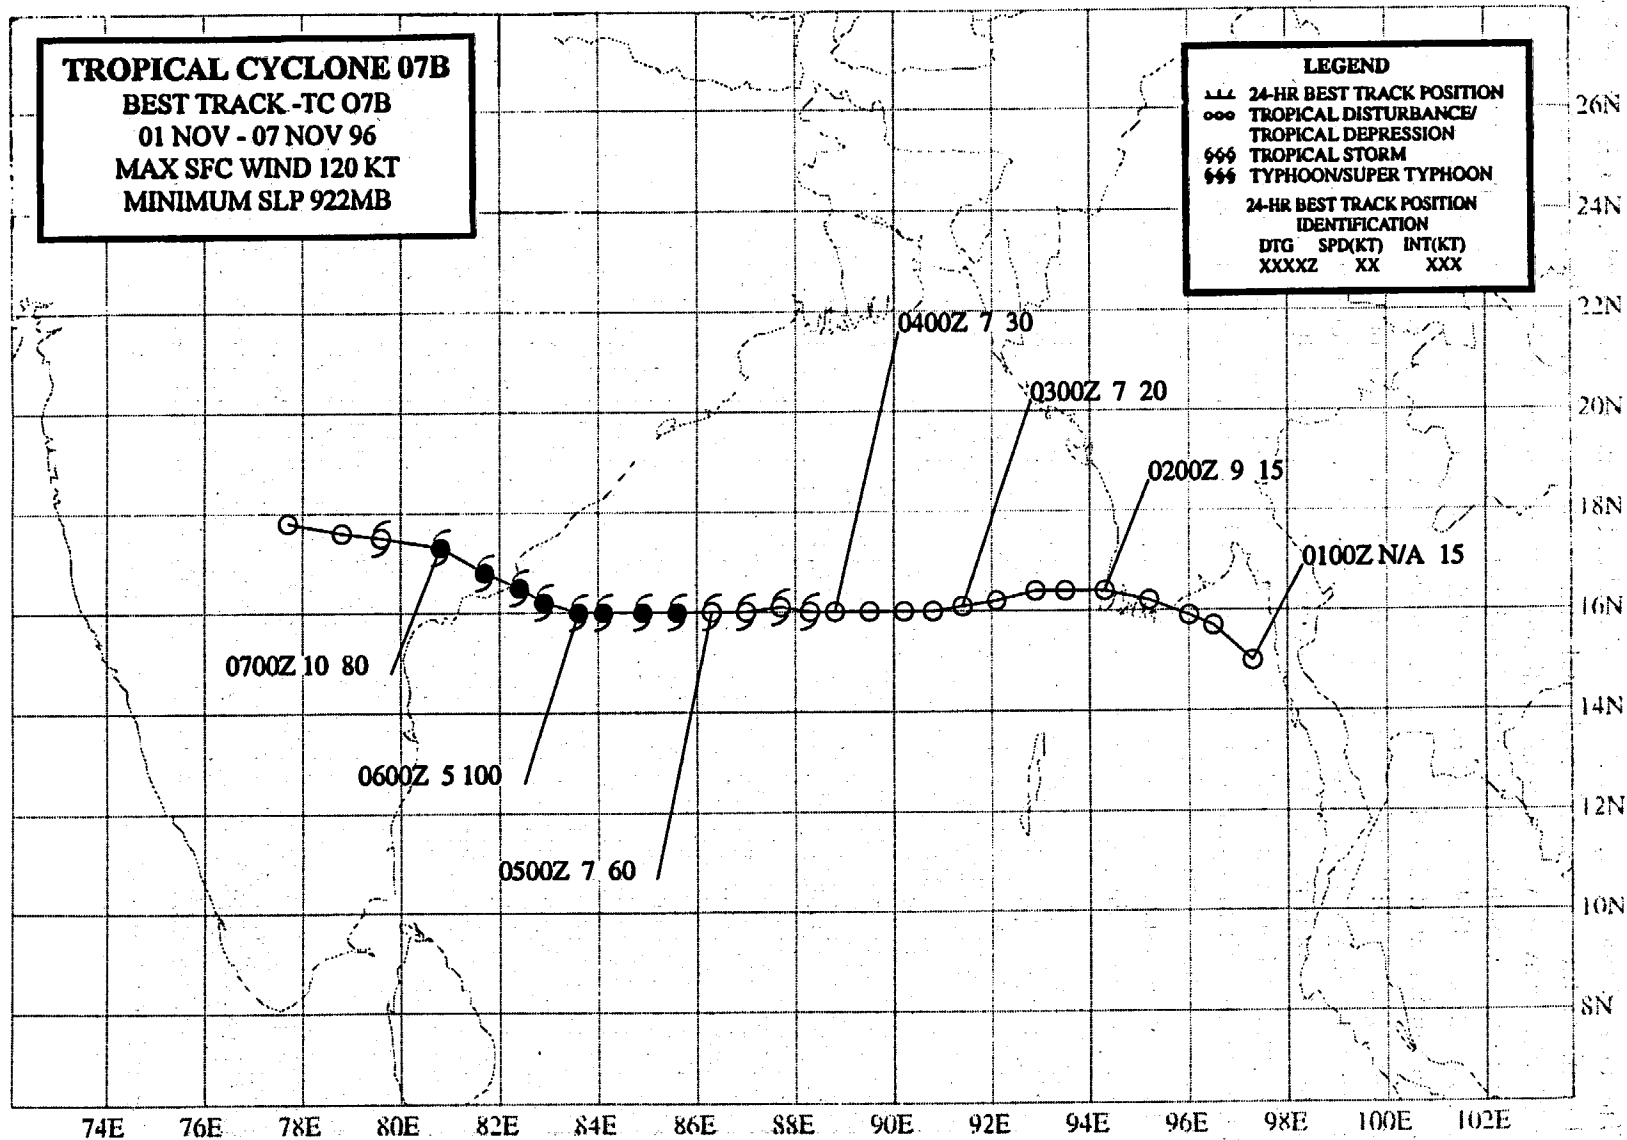 TROPICAL CYCLONE 07B
BEST TRACK -TC O7B
01 NOV - 07 NOV 96
MAX SFC WIND 120 KT
MINIMUM SLP 922MB
LEGEND
24-HR BEST TRACK POSITION
TROPICAL DISTURBANCE/
TROPICAL DEPRESSION
TROPICAL STORM
TYPHOON/SUPER TYPHOON
24-HR BEST TRACK POSITION
IDENTIFICATION
DTG SPD(KT) INT(KT)
XXXXZ XX XXX
26N
24N
22N
0400Z 7 30
0300Z 7 20
20N
0200Z 9 15
18N
0100Z N/A 15
16N
0700Z 10 80
14N
0600Z 5 100
12N
0500Z 7 60
10N
8N
74E 76E 78E 80E 82E 84E 86E 88E 90E 92E 94E 96E 98E 100E 102E